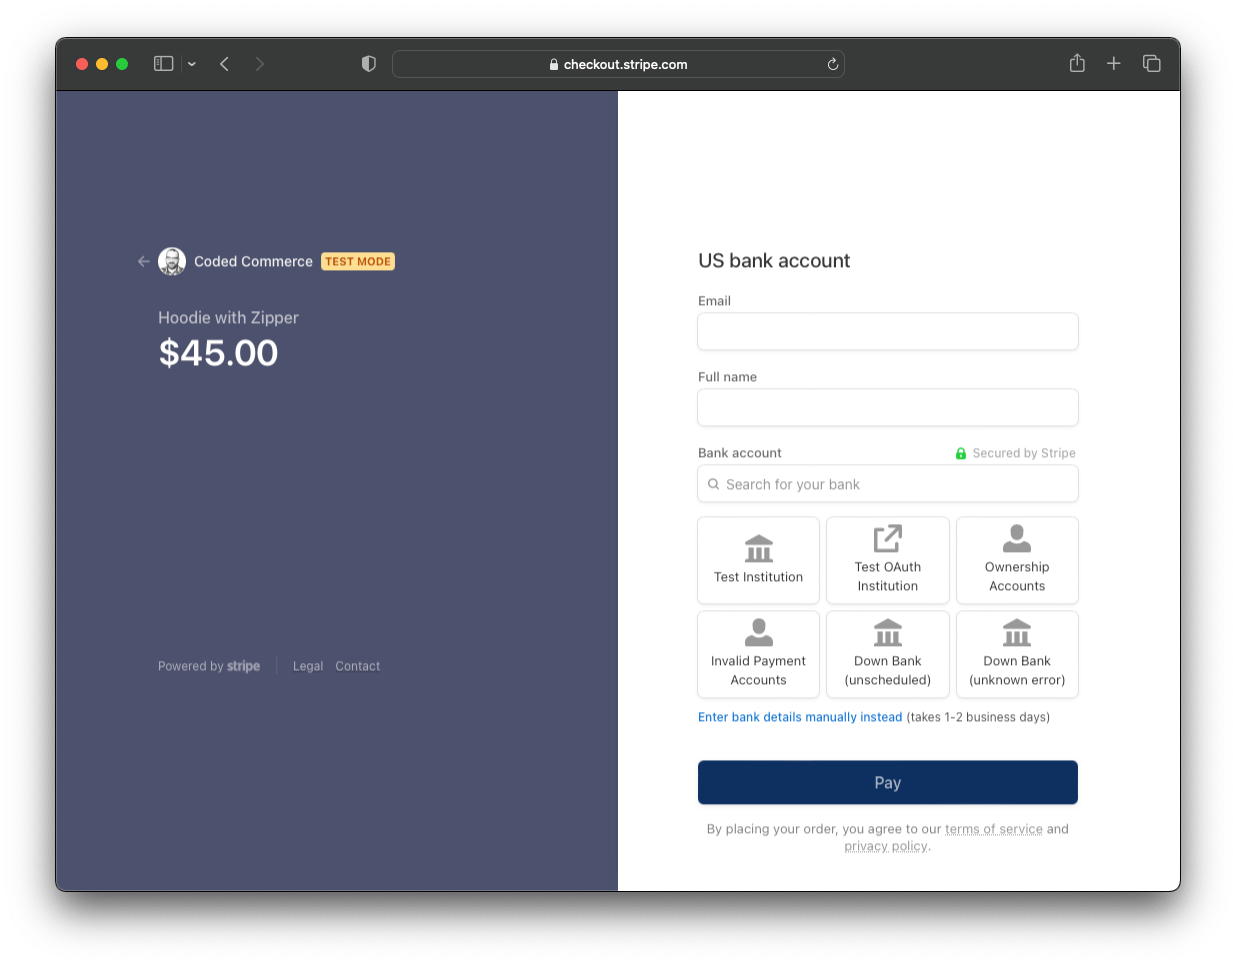 checkout.stripe.com
Coded Commerce TEST MODE
Hoodie with Zipper
$45.00
Powered by stripe Legal Contact
US bank account
Email
Full name
Bank account Secured by Stripe
Search for your bank
Test Institution
Test OAuth
Institution
Ownership
Accounts
Invalid Payment
Accounts
Down Bank
(unscheduled)
Down Bank
(unknown error)
Enter bank details manually instead (takes 1-2 business days)
Pay
By placing your order, you agree to our terms of service and
privacy policy.